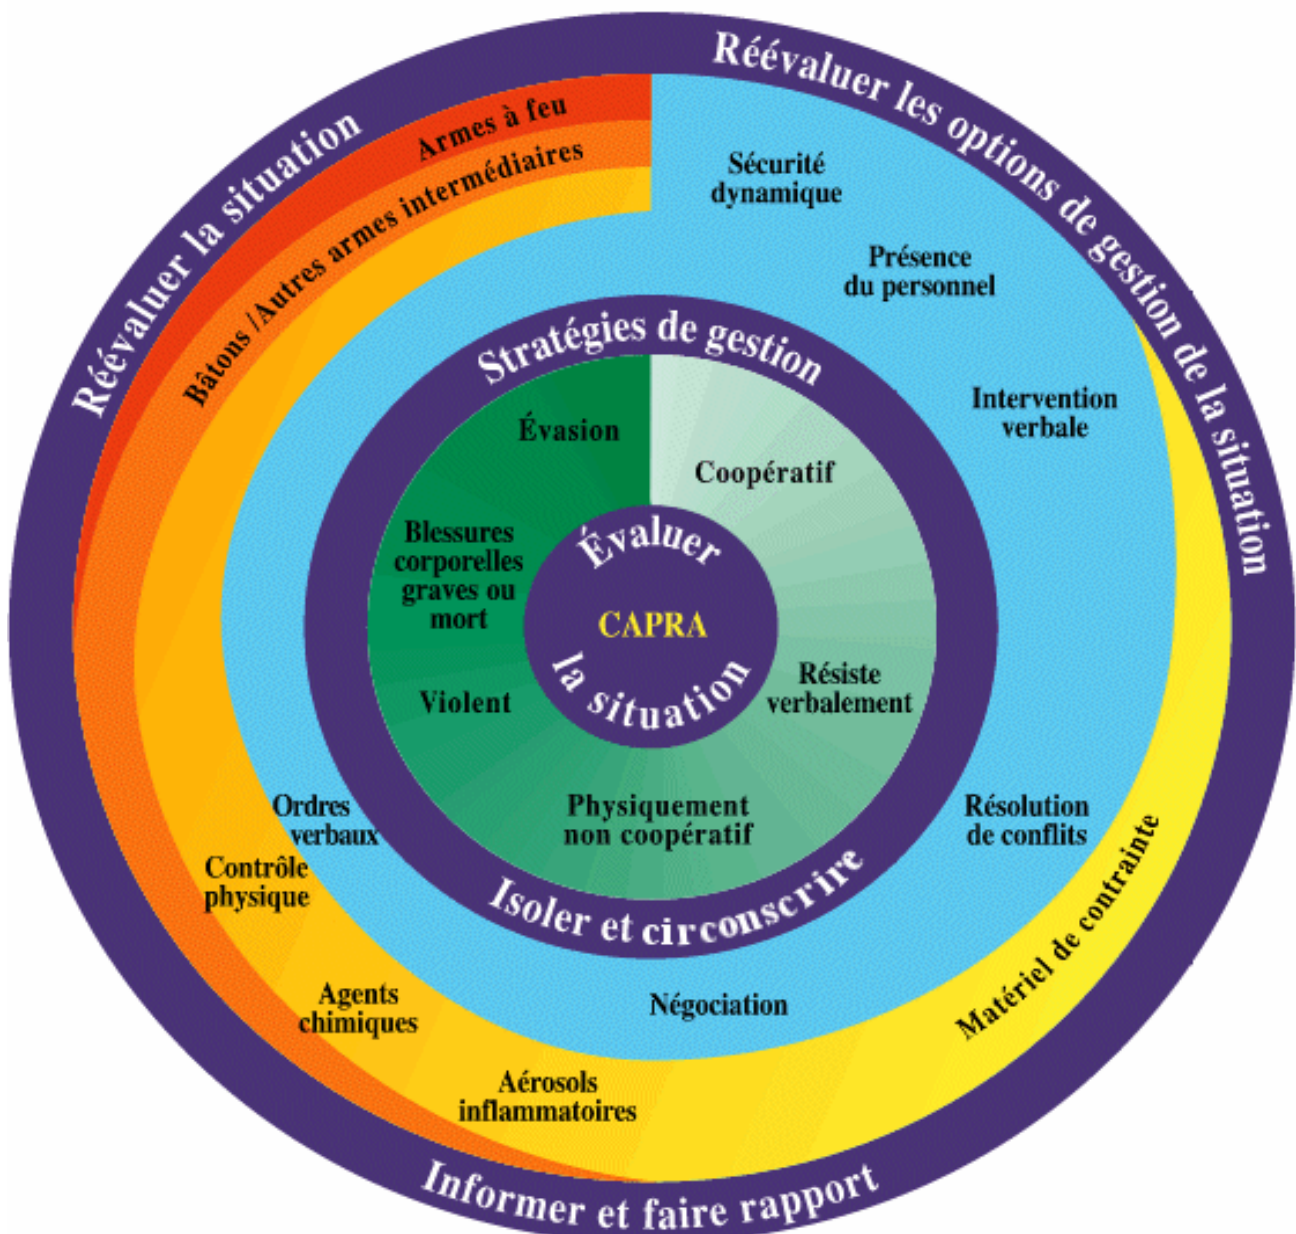 Réévaluer les options de gestion de la situation
Réévaluer la situation
Armes à feu
Bâtons /Autres armes intermédiaires
Sécurité
dynamique
Présence
du personnel
Intervention
verbale
Stratégies de gestion
Évasion
Coopératif
Blessures
corporelles
graves ou
mort
Évaluer
CAPRA
la situation
Résiste
verbalement
Violent
Physiquement
non coopératif
Ordres
verbaux
Résolution
de conflits
Contrôle
physique
Isoler et circonscrire
Matériel de contrainte
Agents
chimiques
Négociation
Aérosols
inflammatoires
Informer et faire rapport